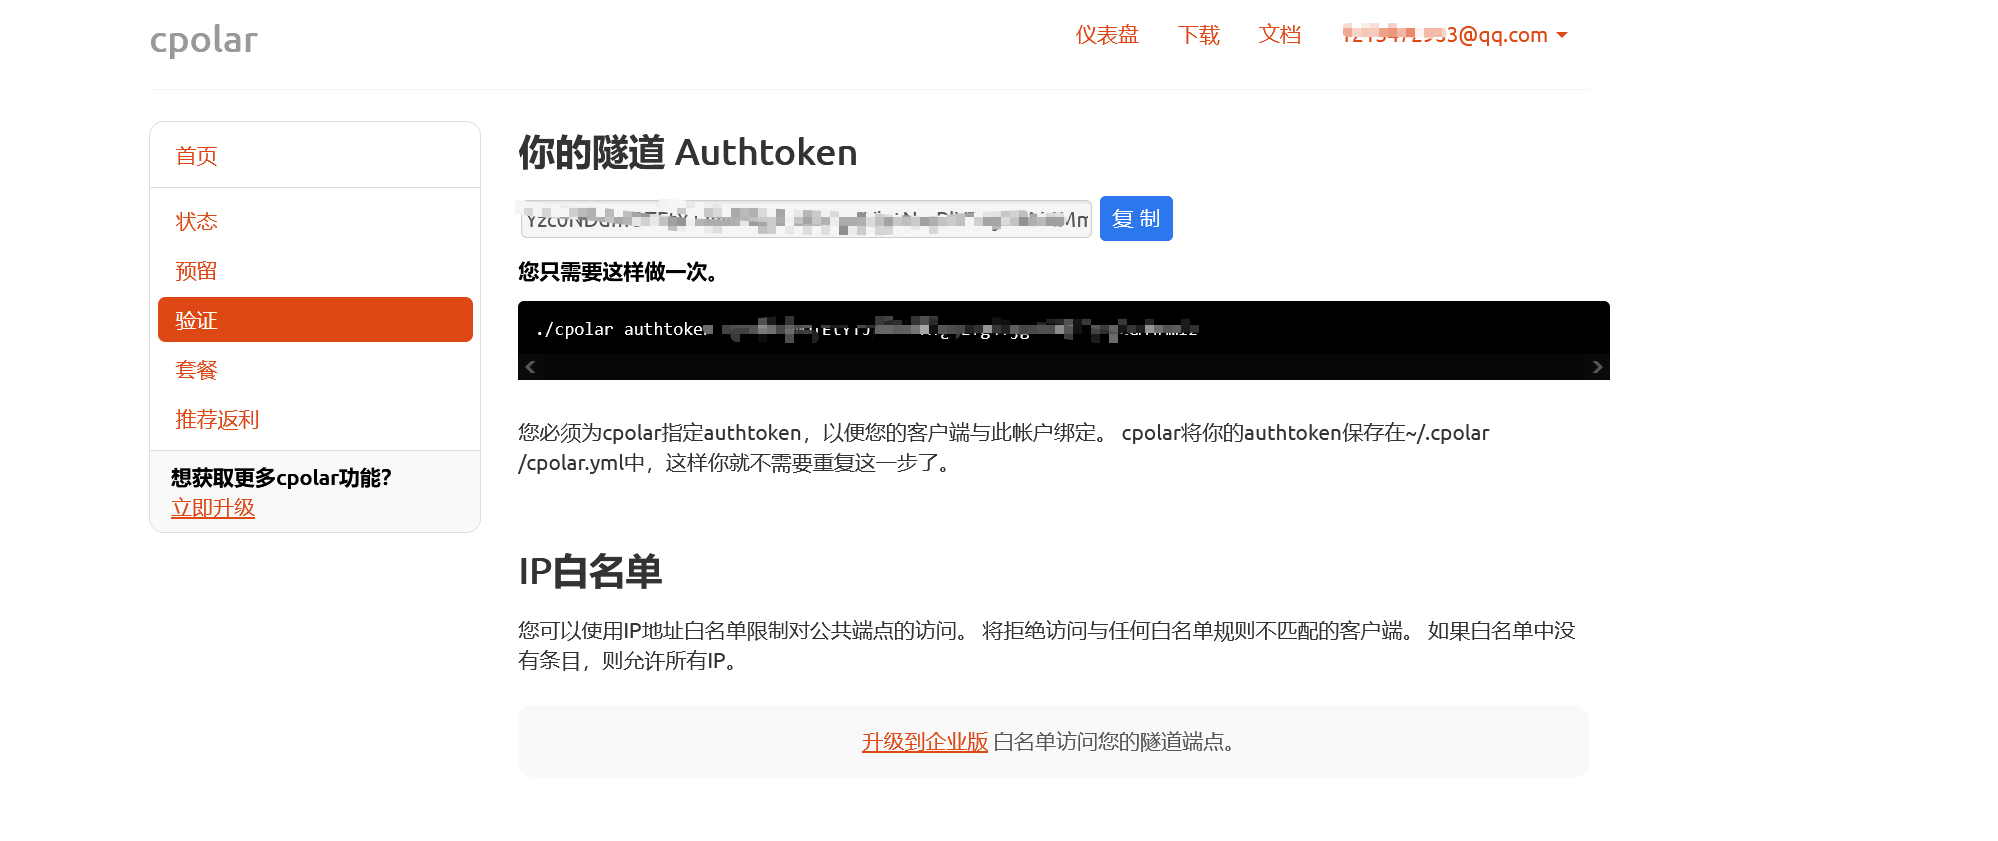 cpolar
仪表盘 下载 文档 @qq.com
首页
状态
预留
验证
套餐
推荐返利
想获取更多cpolar功能?
立即升级
你的隧道 Authtoken
复 制
您只需要这样做一次。
./cpolar authtoken
您必须为cpolar指定authtoken，以便您的客户端与此帐户绑定。 cpolar将你的authtoken保存在~/.cpolar
/cpolar.yml中，这样你就不需要重复这一步了。
IP白名单
您可以使用IP地址白名单限制对公共端点的访问。 将拒绝访问与任何白名单规则不匹配的客户端。 如果白名单中没
有条目，则允许所有IP。
升级到企业版 白名单访问您的隧道端点。